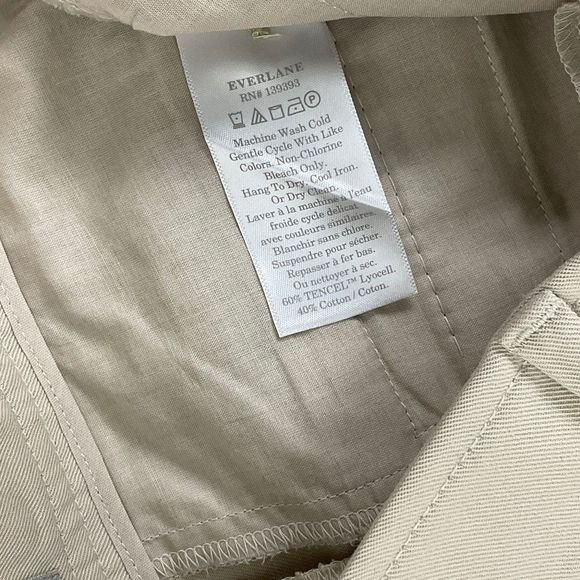 EVERLANE
RN# 139393
Machine Wash Cold
Gentle Cycle With Like
Colors. Non-Chlorine
Bleach Only.
Hang To Dry. Cool Iron.
Or Dry Clean.
Laver à la machine à l'eau
froide cycle délicat
avec couleurs similaires.
Blanchir sans chlore.
Suspendre pour sécher.
Repasser à fer bas.
Ou nettoyer à sec.
60% TENCEL™ Lyocell.
40% Cotton / Coton.